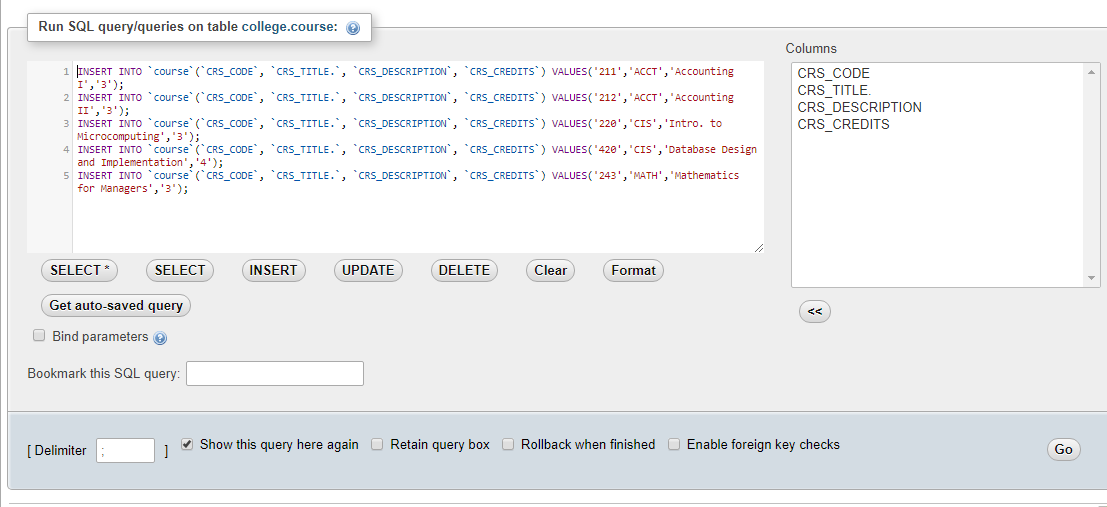 Run SQL query/queries on table college.course:
Columns
1 INSERT INTO `course`(`CRS_CODE`, `CRS_TITLE.`, `CRS_DESCRIPTION`, `CRS_CREDITS`) VALUES('211','ACCT','Accounting
I','3');
2 INSERT INTO `course`(`CRS_CODE`, `CRS_TITLE.`, `CRS_DESCRIPTION`, `CRS_CREDITS`) VALUES('212','ACCT','Accounting
II','3');
3 INSERT INTO `course`(`CRS_CODE`, `CRS_TITLE.`, `CRS_DESCRIPTION`, `CRS_CREDITS`) VALUES('220','CIS','Intro. to
Microcomputing','3');
4 INSERT INTO `course`(`CRS_CODE`, `CRS_TITLE.`, `CRS_DESCRIPTION`, `CRS_CREDITS`) VALUES('420','CIS','Database Design
and Implementation','4');
5 INSERT INTO `course`(`CRS_CODE`, `CRS_TITLE.`, `CRS_DESCRIPTION`, `CRS_CREDITS`) VALUES('243','MATH','Mathematics
for Managers','3');
CRS_CODE
CRS_TITLE.
CRS_DESCRIPTION
CRS_CREDITS
SELECT * SELECT INSERT UPDATE DELETE Clear Format
Get auto-saved query
<<
Bind parameters
Bookmark this SQL query:
[ Delimiter ; ] Show this query here again Retain query box Rollback when finished Enable foreign key checks Go